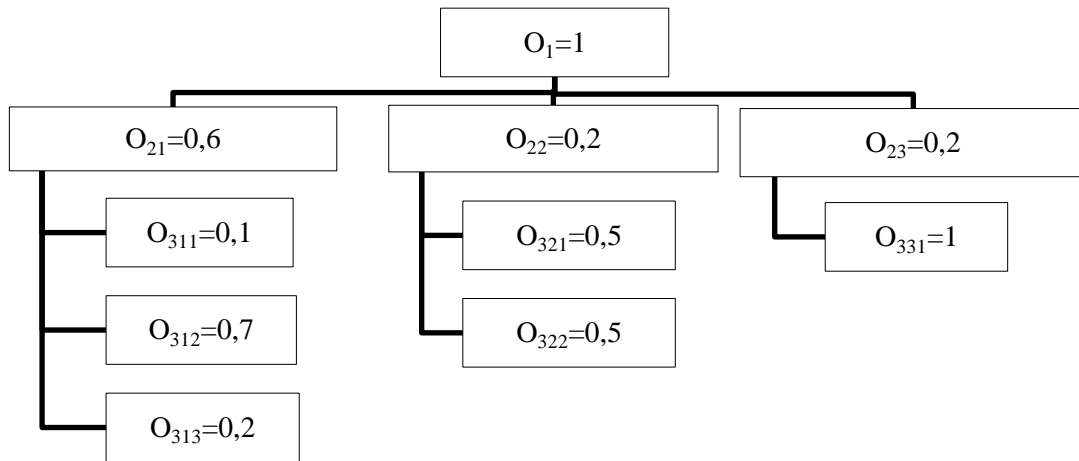 O₁=1
O₂₁=0,6
O₂₂=0,2
O₂₃=0,2
O₃₁₁=0,1
O₃₂₁=0,5
O₃₃₁=1
O₃₁₂=0,7
O₃₂₂=0,5
O₃₁₃=0,2